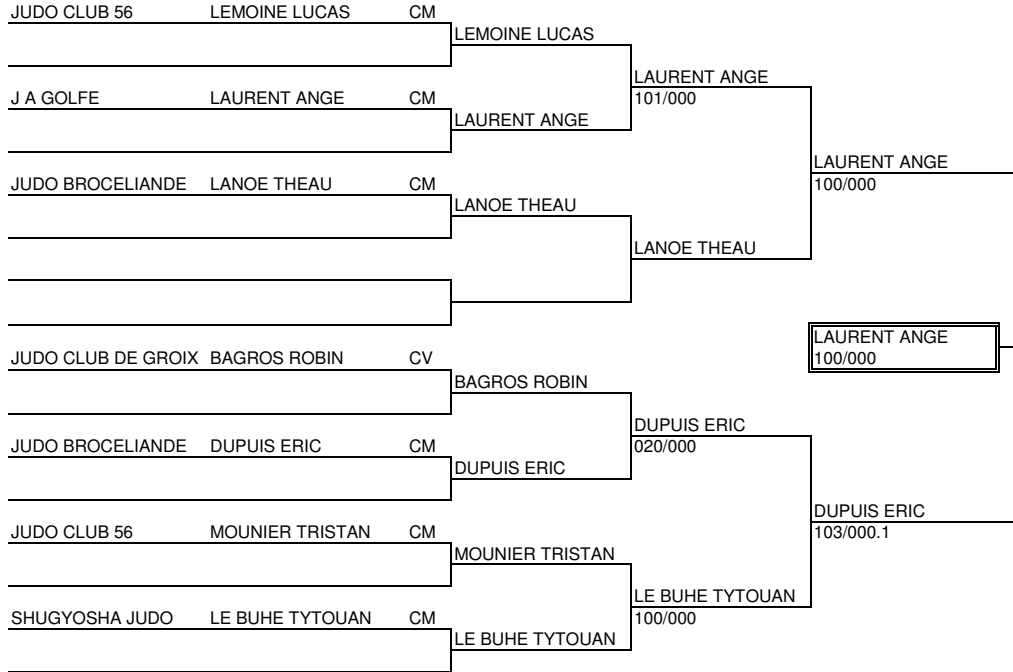 JUDO CLUB 56 LEMOINE LUCAS CM
LEMOINE LUCAS
LAURENT ANGE
J A GOLFE LAURENT ANGE CM
101/000
LAURENT ANGE
LAURENT ANGE
JUDO BROCELIANDE LANOE THEAU CM
100/000
LANOE THEAU
LANOE THEAU
LAURENT ANGE
JUDO CLUB DE GROIX BAGROS ROBIN CV
100/000
BAGROS ROBIN
DUPUIS ERIC
JUDO BROCELIANDE DUPUIS ERIC CM
020/000
DUPUIS ERIC
DUPUIS ERIC
JUDO CLUB 56 MOUNIER TRISTAN CM
103/000.1
MOUNIER TRISTAN
LE BUHE TYTOUAN
SHUGYOSHA JUDO LE BUHE TYTOUAN CM
100/000
LE BUHE TYTOUAN